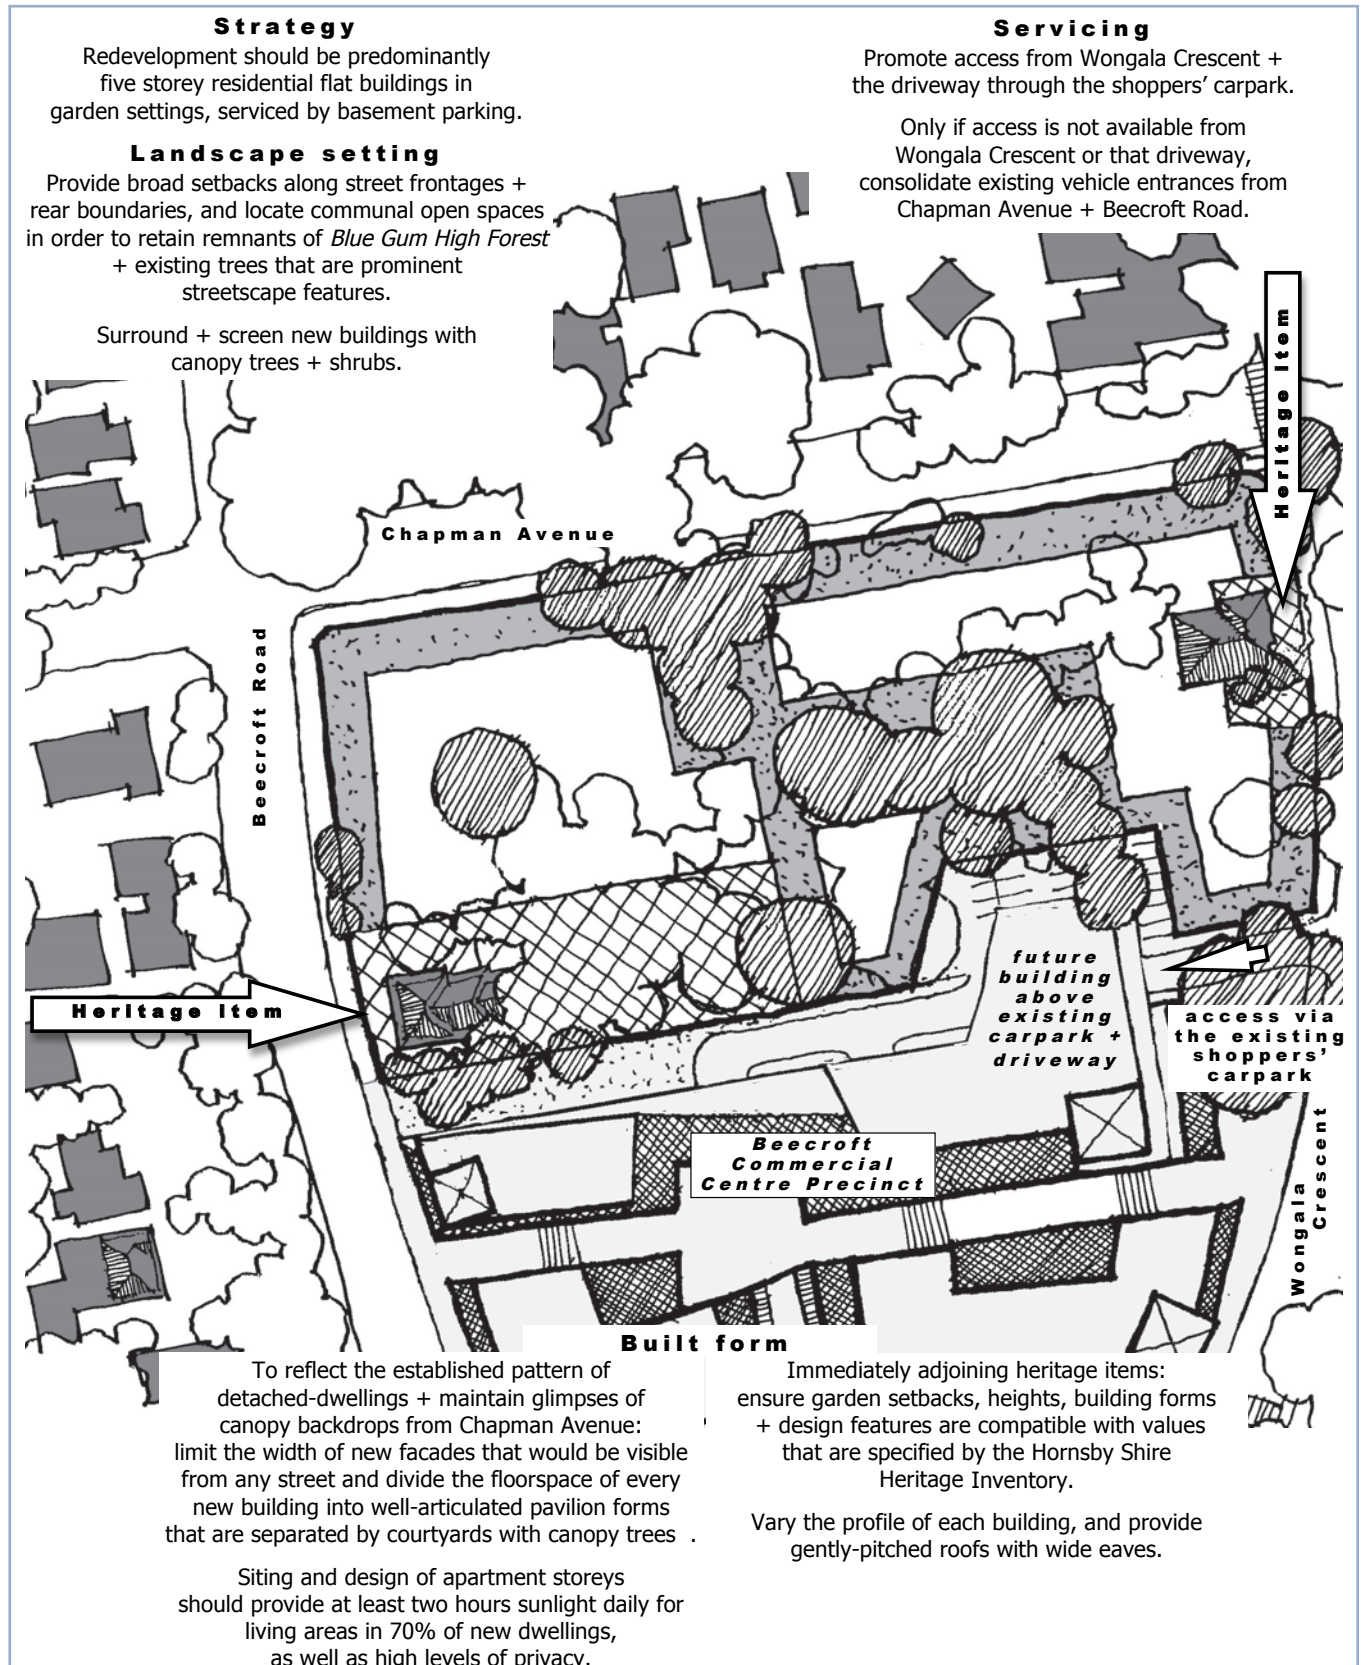 Strategy
Redevelopment should be predominantly
five storey residential flat buildings in
garden settings, serviced by basement parking.
Landscape setting
Provide broad setbacks along street frontages +
rear boundaries, and locate communal open spaces
in order to retain remnants of Blue Gum High Forest
+ existing trees that are prominent
streetscape features.
Surround + screen new buildings with
canopy trees + shrubs.
Servicing
Promote access from Wongala Crescent +
the driveway through the shoppers' carpark.
Only if access is not available from
Wongala Crescent or that driveway,
consolidate existing vehicle entrances from
Chapman Avenue + Beecroft Road.
Heritage Item
Chapman Avenue
Beecroft Road
Heritage Item
future
building
above
existing
carpark +
driveway
access via
the existing
shoppers'
carpark
Beecroft
Commercial
Centre Precinct
Wongala
Crescent
Built form
To reflect the established pattern of
detached-dwellings + maintain glimpses of
canopy backdrops from Chapman Avenue:
limit the width of new facades that would be visible
from any street and divide the floorspace of every
new building into well-articulated pavilion forms
that are separated by courtyards with canopy trees .
Siting and design of apartment storeys
should provide at least two hours sunlight daily for
living areas in 70% of new dwellings,
as well as high levels of privacy.
Immediately adjoining heritage items:
ensure garden setbacks, heights, building forms
+ design features are compatible with values
that are specified by the Hornsby Shire
Heritage Inventory.
Vary the profile of each building, and provide
gently-pitched roofs with wide eaves.